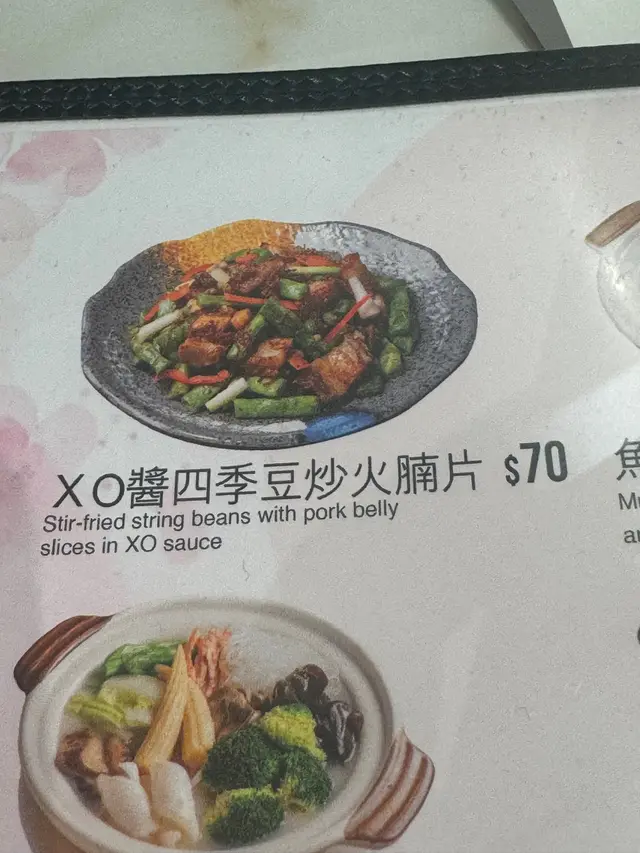 XO醬四季豆炒火腩片 $70
Stir-fried string beans with pork belly
slices in XO sauce
魚